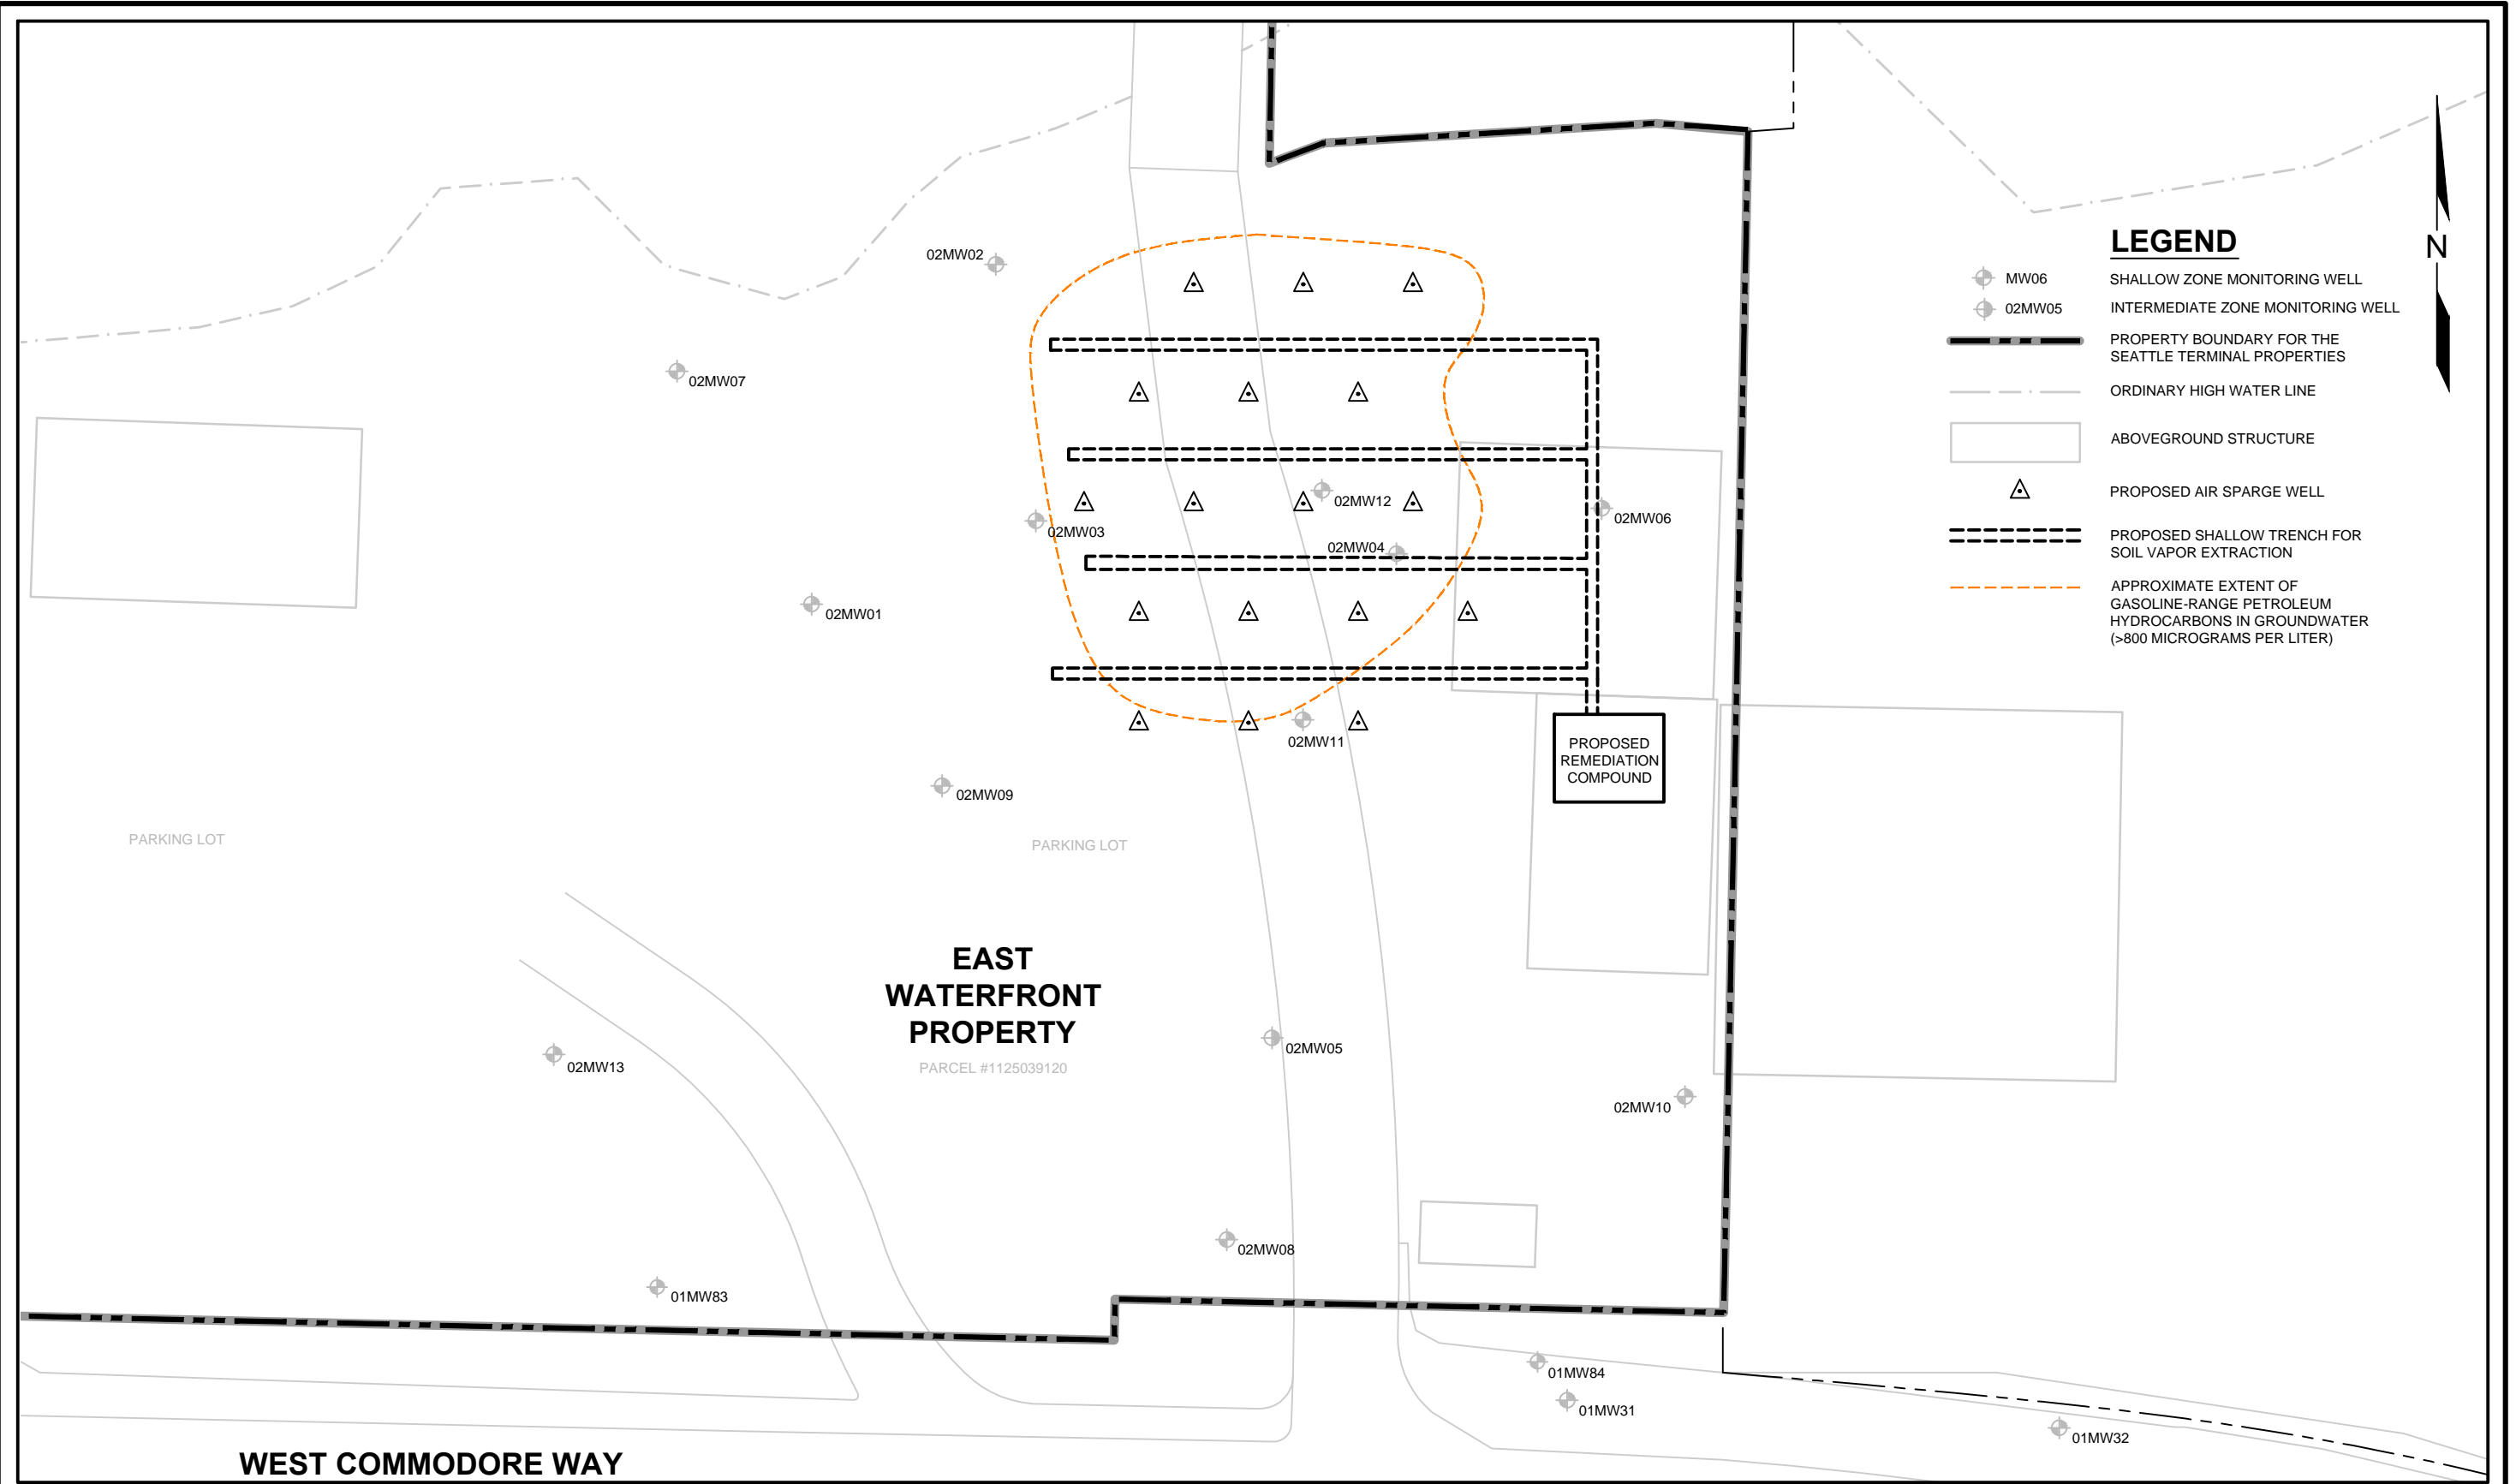 LEGEND
N
MW06
SHALLOW ZONE MONITORING WELL
02MW05
INTERMEDIATE ZONE MONITORING WELL
PROPERTY BOUNDARY FOR THE
SEATTLE TERMINAL PROPERTIES
ORDINARY HIGH WATER LINE
ABOVEGROUND STRUCTURE
PROPOSED AIR SPARGE WELL
PROPOSED SHALLOW TRENCH FOR
SOIL VAPOR EXTRACTION
APPROXIMATE EXTENT OF
GASOLINE-RANGE PETROLEUM
HYDROCARBONS IN GROUNDWATER
(>800 MICROGRAMS PER LITER)
02MW02
02MW07
02MW12
02MW06
02MW03
02MW04
02MW01
02MW11
PROPOSED
REMEDIATION
COMPOUND
02MW09
PARKING LOT
PARKING LOT
EAST
WATERFRONT
PROPERTY
PARCEL #1125039120
02MW05
02MW13
02MW10
02MW08
01MW83
01MW84
01MW31
01MW32
WEST COMMODORE WAY